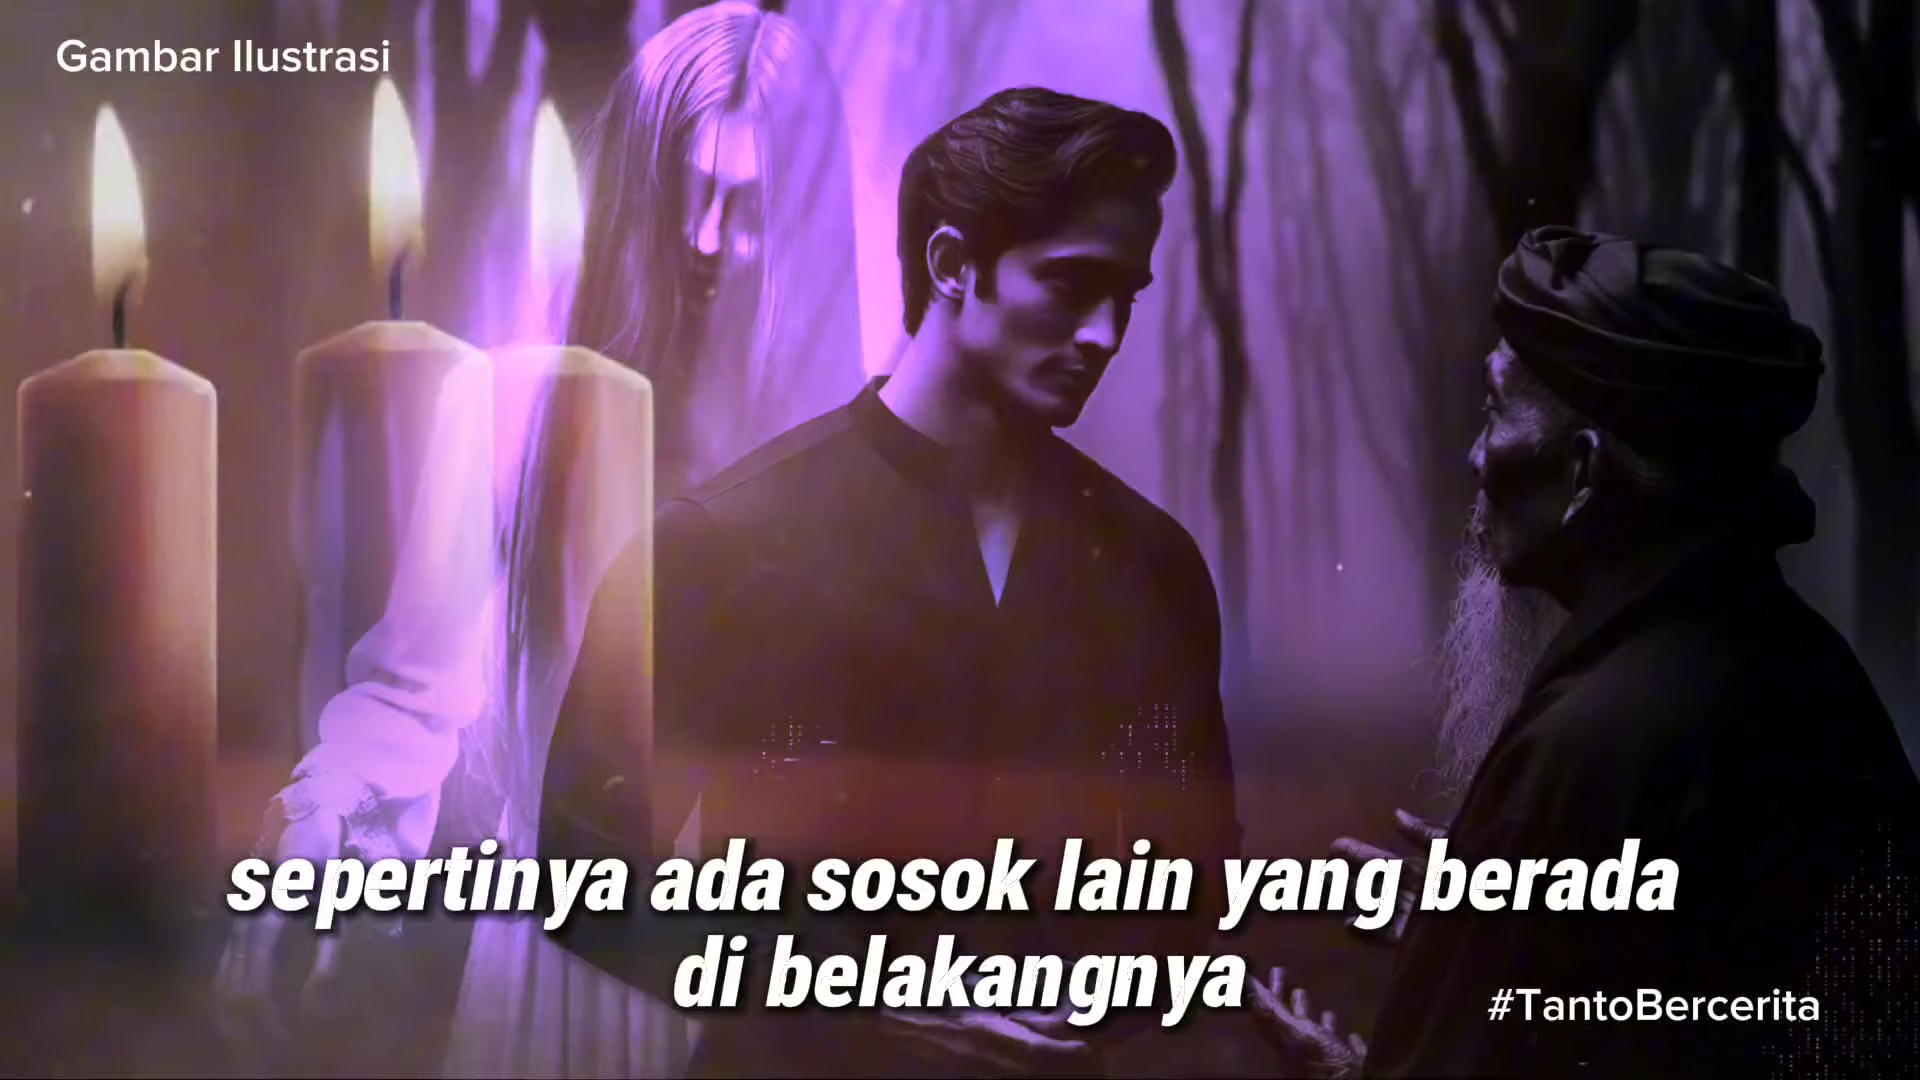 Gambar Ilustrasi
sepertinya ada sosok lain yang berada
di belakangnya
#TantoBercerita